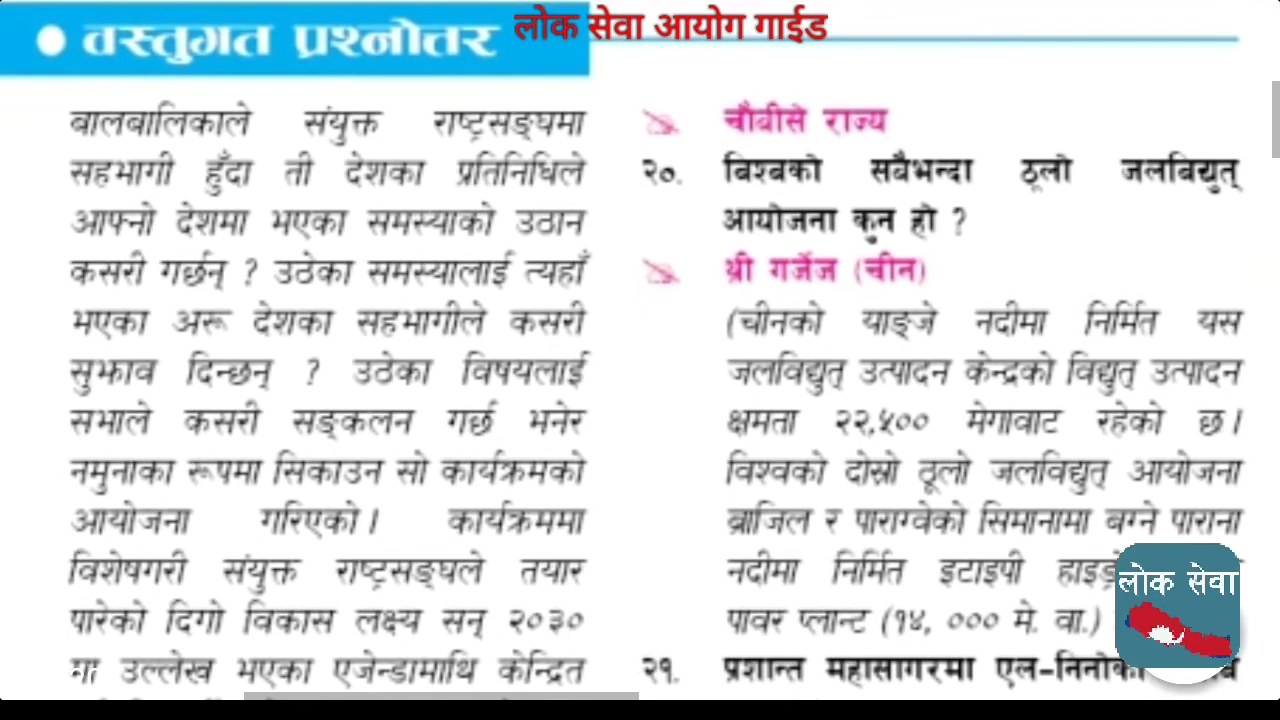 लोक सेवा आयोग गाईड
वस्तुगत प्रश्नोत्तर
बालबालिकाले संयुक्त राष्ट्रसङ्घमा
सहभागी हुँदा ती देशका प्रतिनिधिले
आफ्नो देशमा भएका समस्याको उठान
कसरी गर्छन् ? उठेका समस्यालाई त्यहाँ
भएका अरू देशका सहभागीले कसरी
सुझाव दिन्छन् ? उठेका विषयलाई
सभाले कसरी सङ्कलन गर्छ भनेर
नमुनाका रूपमा सिकाउन सो कार्यक्रमको
आयोजना गरिएको। कार्यक्रममा
विशेषगरी संयुक्त राष्ट्रसङ्घले तयार
पारेको दिगो विकास लक्ष्य सन् २०३०
मा उल्लेख भएका एजेन्डामाथि केन्द्रित
चौबीसे राज्य
२०. विश्वको सबैभन्दा ठूलो जलबिद्युत्
आयोजना कुन हो ?
थ्री गर्जेज (चीन)
(चीनको याङ्जे नदीमा निर्मित यस
जलविद्युत् उत्पादन केन्द्रको विद्युत् उत्पादन
क्षमता २२,५०० मेगावाट रहेको छ।
विश्वको दोस्रो ठूलो जलविद्युत् आयोजना
ब्राजिल र पाराग्वेको सिमानामा बग्ने पाराना
नदीमा निर्मित इटाइपी
पावर प्लान्ट (१४, ००० मे. वा.)
२१. प्रशान्त महासागरमा एल-निनोको
लोक सेवा